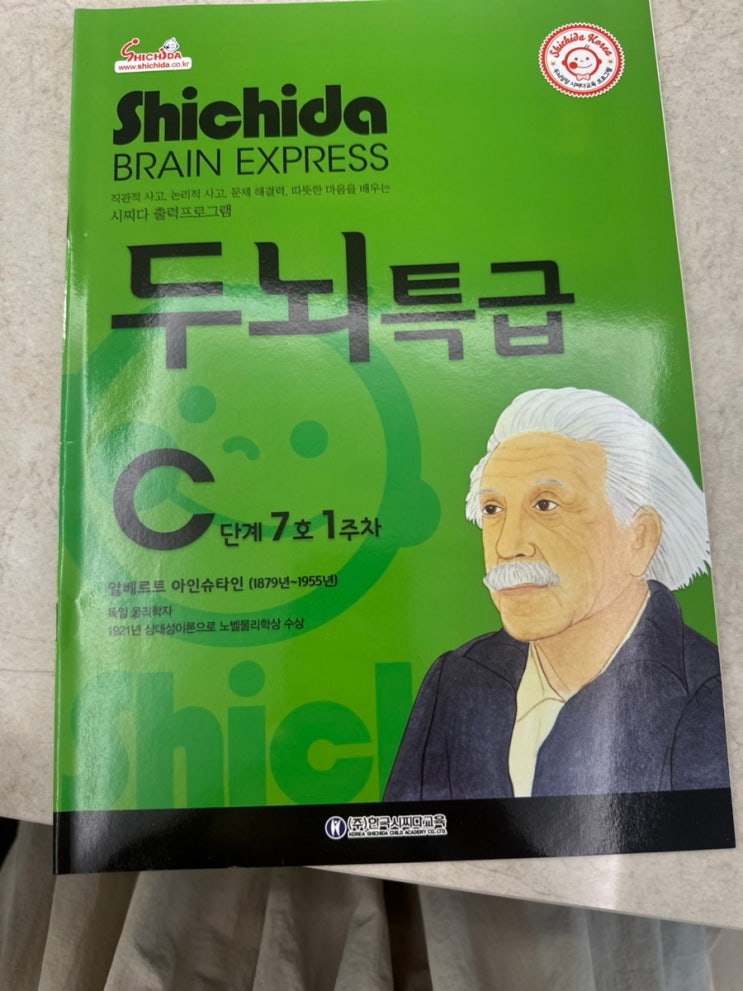 SHICHIDA
www.shichida.co.kr
Shichida Korea
Shichida
BRAIN EXPRESS
직관적 사고, 논리적 사고, 문제 해결력, 따뜻한 마음을 배우는
시찌다 출력프로그램
두뇌특급
C단계 7호 1주차
알베르트 아인슈타인 (1879년~1955년)
독일 물리학자
1921년 상대성이론으로 노벨물리학상 수상
Shichi
K (주)한국시찌다교육
KOREA SHICHIDA CHILD ACADEMY CO. LTD.